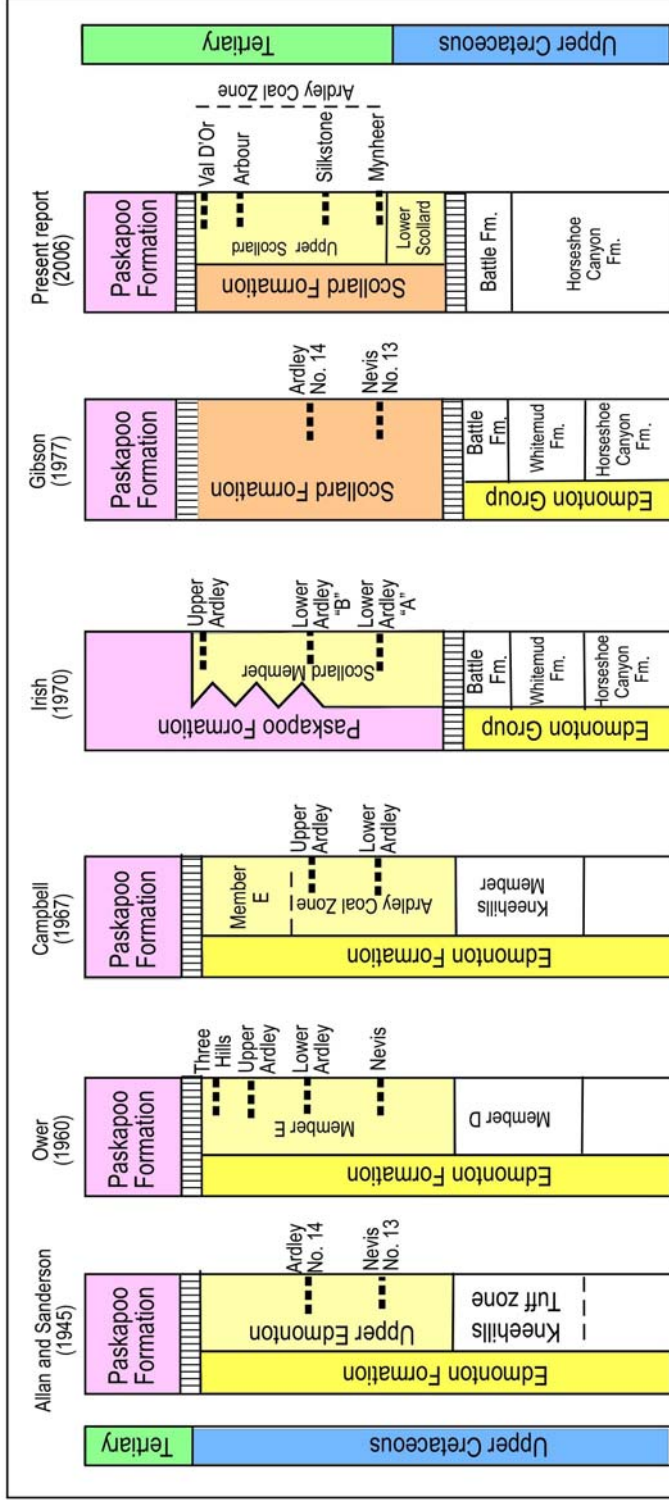 Tertiary
Upper Cretaceous
Allan and Sanderson
(1945)
Paskapoo
Formation
Edmonton Formation
Upper Edmonton
Ardley
No. 14
Nevis
No. 13
Kneehills
Tuff zone
Ower
(1960)
Paskapoo
Formation
Edmonton Formation
Member E
Three
Hills
Upper
Ardley
Lower
Ardley
Nevis
Member D
Campbell
(1967)
Paskapoo
Formation
Edmonton Formation
Member
E
Ardley Coal Zone
Upper
Ardley
Lower
Ardley
Kneehills
Member
Irish
(1970)
Paskapoo Formation
Scollard Member
Upper
Ardley
Lower
Ardley
"B"
Lower
Ardley
"A"
Edmonton Group
Battle
Fm.
Whitemud
Fm.
Horseshoe
Canyon
Fm.
Gibson
(1977)
Paskapoo
Formation
Scollard Formation
Ardley
No. 14
Nevis
No. 13
Edmonton Group
Battle
Fm.
Whitemud
Fm.
Horseshoe
Canyon
Fm.
Present report
(2006)
Paskapoo
Formation
Scollard Formation
Upper Scollard
Lower
Scollard
Val D'Or
Arbour
Silkstone
Mynheer
Ardley Coal Zone
Battle Fm.
Horseshoe
Canyon
Fm.
Tertiary
Upper Cretaceous